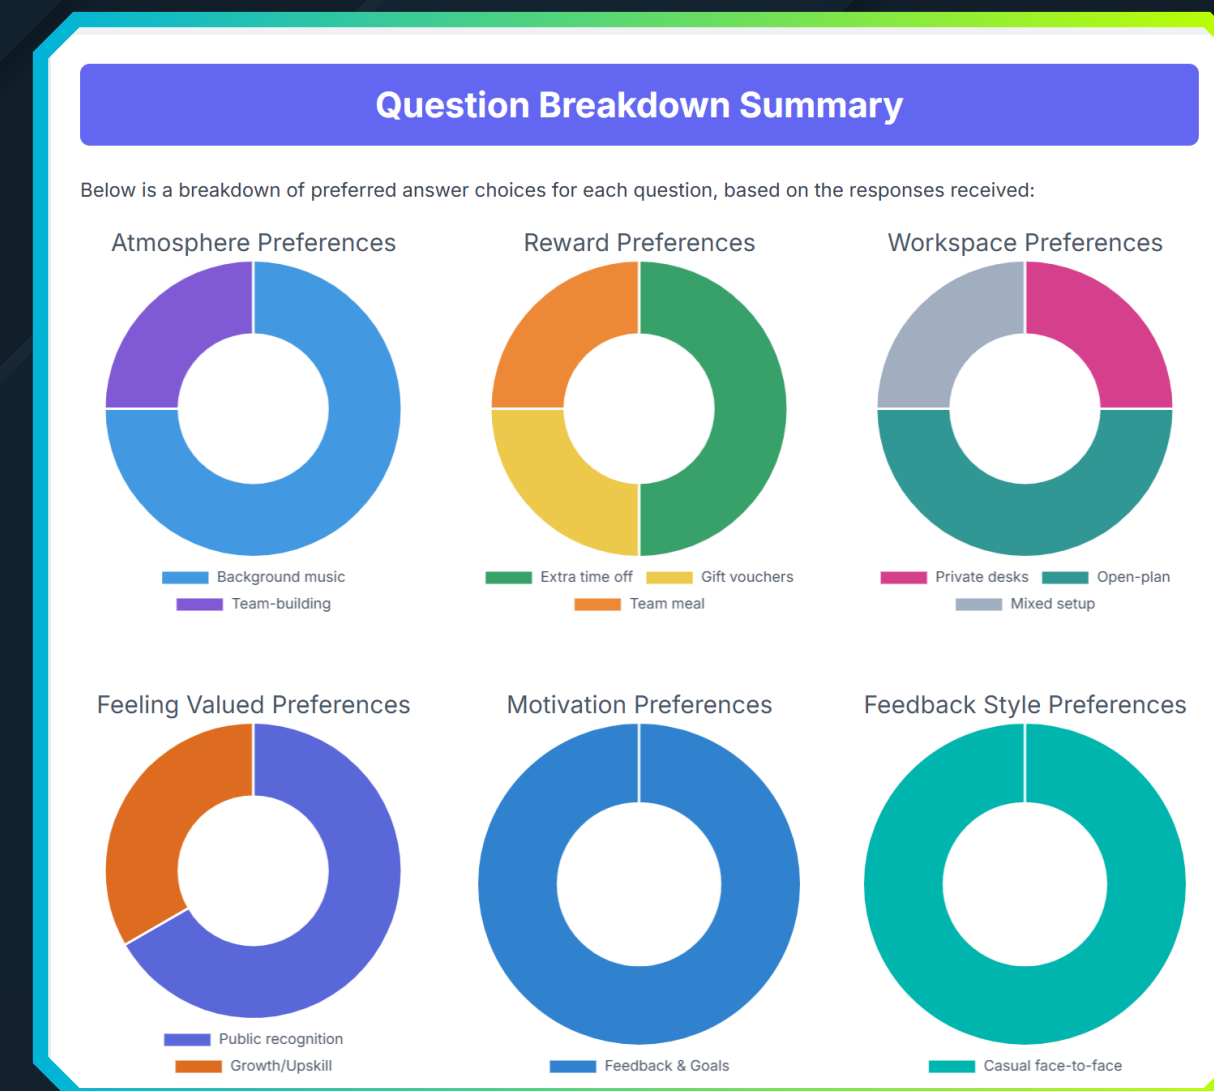 Question Breakdown Summary
Below is a breakdown of preferred answer choices for each question, based on the responses received:
Atmosphere Preferences
Background music
Team-building
Reward Preferences
Extra time off Gift vouchers
Team meal
Workspace Preferences
Private desks Open-plan
Mixed setup
Feeling Valued Preferences
Public recognition
Growth/Upskill
Motivation Preferences
Feedback & Goals
Feedback Style Preferences
Casual face-to-face